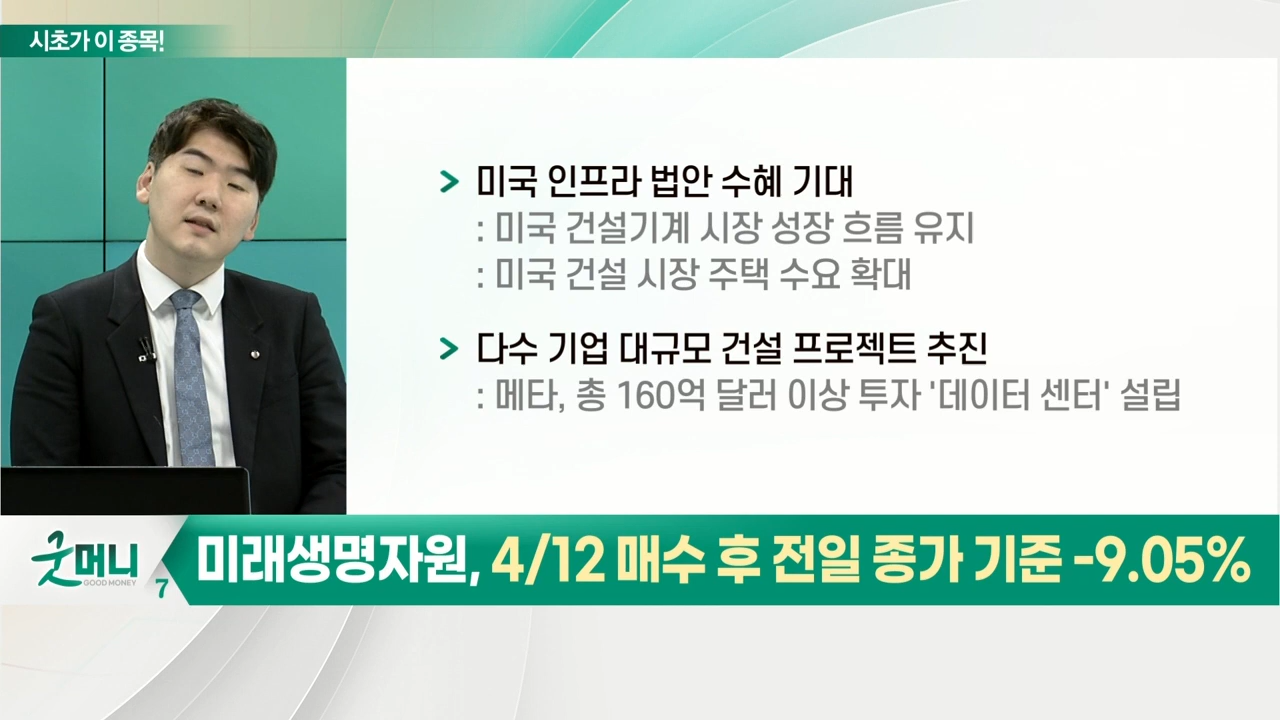 시초가 이 종목!
> 미국 인프라 법안 수혜 기대
: 미국 건설기계 시장 성장 흐름 유지
: 미국 건설 시장 주택 수요 확대
> 다수 기업 대규모 건설 프로젝트 추진
: 메타, 총 160억 달러 이상 투자 '데이터 센터' 설립
굿머니
GOOD MONEY
7
미래생명자원, 4/12 매수 후 전일 종가 기준 -9.05%